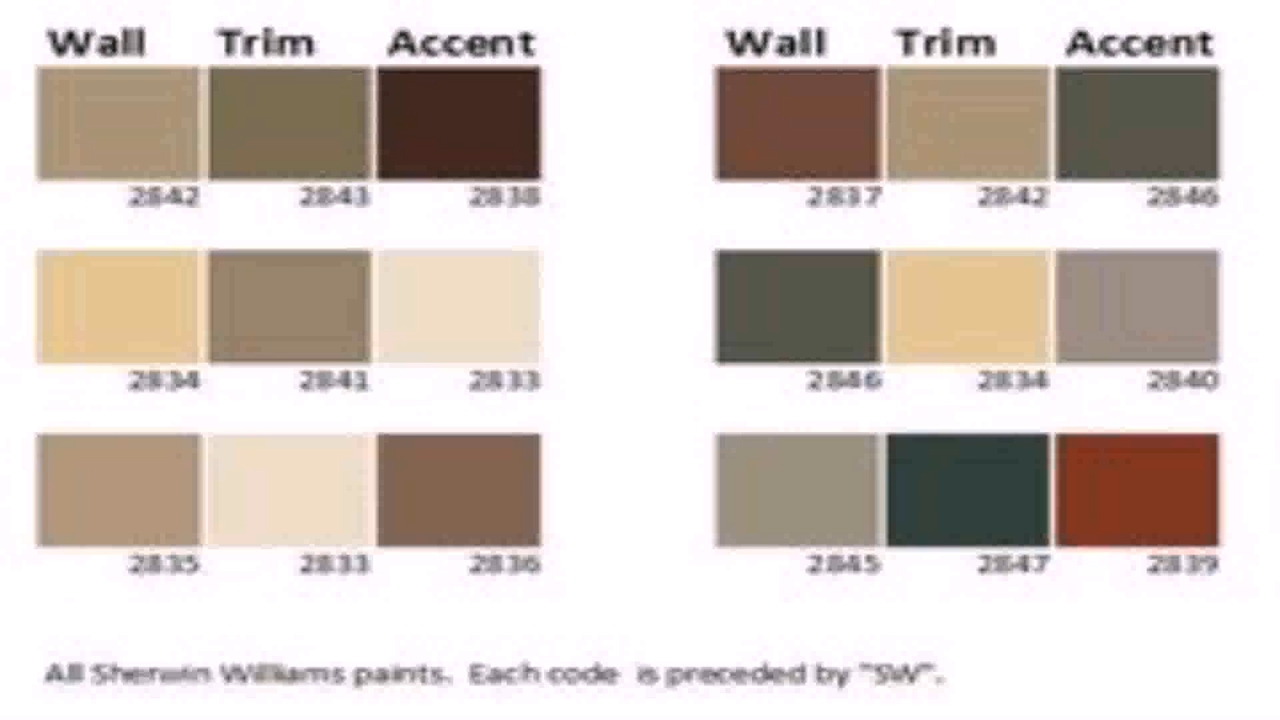 Wall Trim Accent Wall Trim Accent
2842 2843 2838 2837 2842 2846
2834 2841 2833 2846 2834 2840
2835 2833 2836 2845 2847 2839
All Sherwin Williams paints. Each code is preceded by "SW".